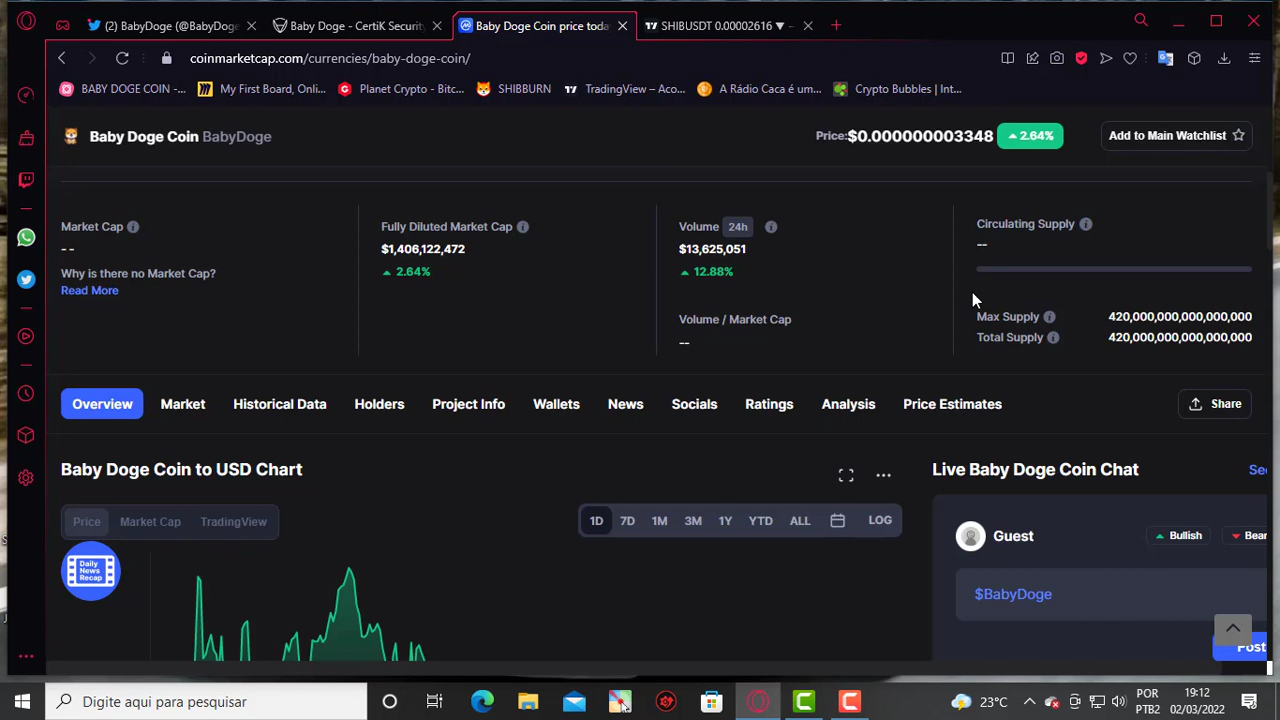 (2) BabyDoge (@BabyDoge
Baby Doge - CertiK Security
Baby Doge Coin price toda
SHIBUSDT 0.00002616 ▼ –
coinmarketcap.com/currencies/baby-doge-coin/
BABY DOGE COIN -...
My First Board, Onli...
Planet Crypto - Bitc...
SHIBBURN
TradingView – Aco...
A Rádio Caca é um...
Crypto Bubbles | Int...
Baby Doge Coin BabyDoge
Price:$0.000000003348
2.64%
Add to Main Watchlist
Market Cap
- -
Why is there no Market Cap?
Read More
Fully Diluted Market Cap
$1,406,122,472
2.64%
Volume 24h
$13,625,051
12.88%
Volume / Market Cap
--
Circulating Supply
--
Max Supply 420,000,000,000,000,000
Total Supply 420,000,000,000,000,000
Overview
Market
Historical Data
Holders
Project Info
Wallets
News
Socials
Ratings
Analysis
Price Estimates
Share
Baby Doge Coin to USD Chart
Price
Market Cap
TradingView
1D
7D
1M
3M
1Y
YTD
ALL
LOG
Daily
News
Recap
Live Baby Doge Coin Chat
See
Guest
Bullish
Bear
$BabyDoge
Post
Digite aqui para pesquisar
23°C
POR
PTB2
19:12
02/03/2022